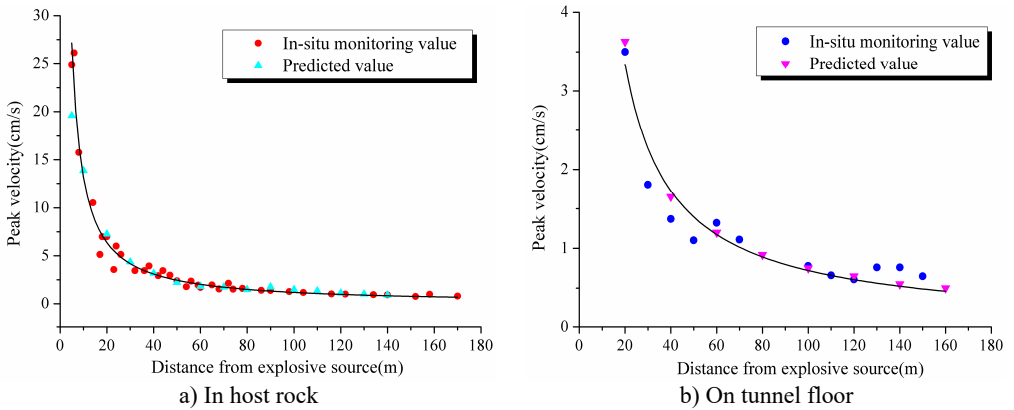 30
25
20
15
10
5
0
Peak velocity(cm/s)
In-situ monitoring value
Predicted value
0 20 40 60 80 100 120 140 160 180
Distance from explosive source(m)
a) In host rock
4
3
2
1
0
Peak velocity(cm/s)
In-situ monitoring value
Predicted value
0 20 40 60 80 100 120 140 160 180
Distance from explosive source(m)
b) On tunnel floor